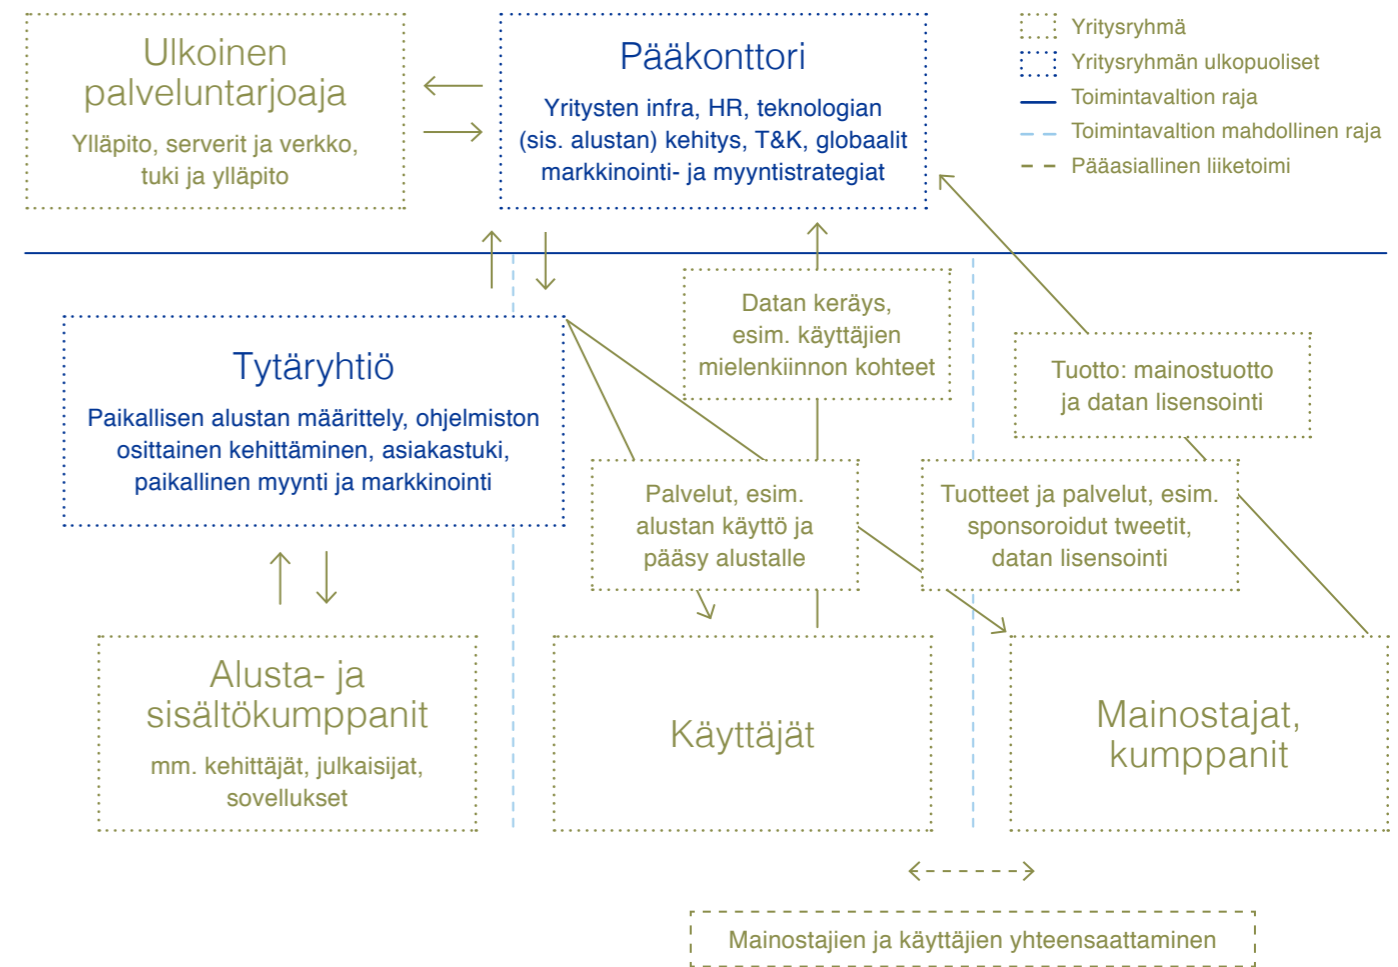 Ulkoinen
palveluntarjoaja
Ylläpito, serverit ja verkko,
tuki ja ylläpito
Pääkonttori
Yritysten infra, HR, teknologian
(sis. alustan) kehitys, T&K, globaalit
markkinointi- ja myyntistrategiat
Yritysryhmä
Yritysryhmän ulkopuoliset
Toimintavaltion raja
Toimintavaltion mahdollinen raja
Pääasiallinen liiketoimi
Tytäryhtiö
Paikallisen alustan määrittely, ohjelmiston
osittainen kehittäminen, asiakastuki,
paikallinen myynti ja markkinointi
Datan keräys,
esim. käyttäjien
mielenkiinnon kohteet
Tuotto: mainostuotto
ja datan lisensointi
Palvelut, esim.
alustan käyttö ja
pääsy alustalle
Tuotteet ja palvelut, esim.
sponsoroidut tweetit,
datan lisensointi
Alusta- ja
sisältökumppanit
mm. kehittäjät, julkaisijat,
sovellukset
Käyttäjät
Mainostajat,
kumppanit
Mainostajien ja käyttäjien yhteensaattaminen